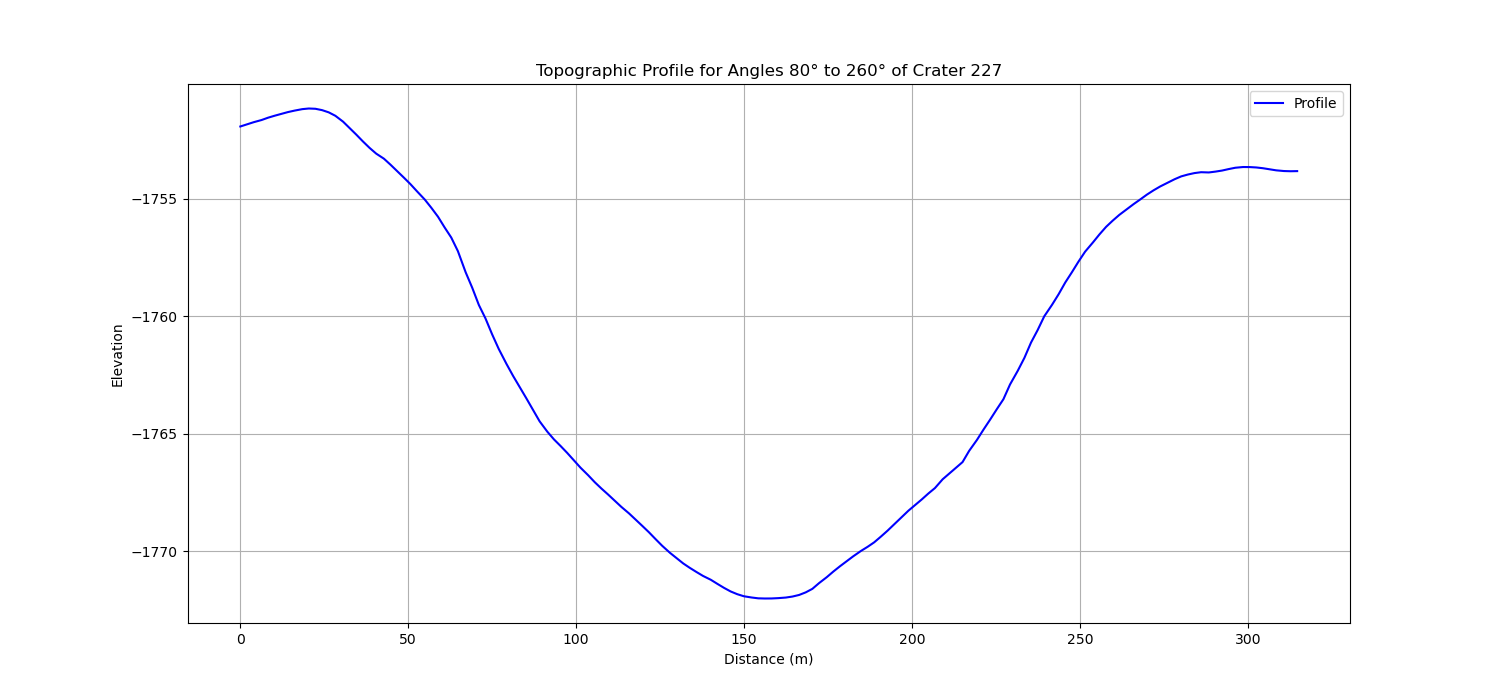 Topographic Profile for Angles 80° to 260° of Crater 227
Profile
−1755
−1760
−1765
−1770
Elevation
0 50 100 150 200 250 300
Distance (m)